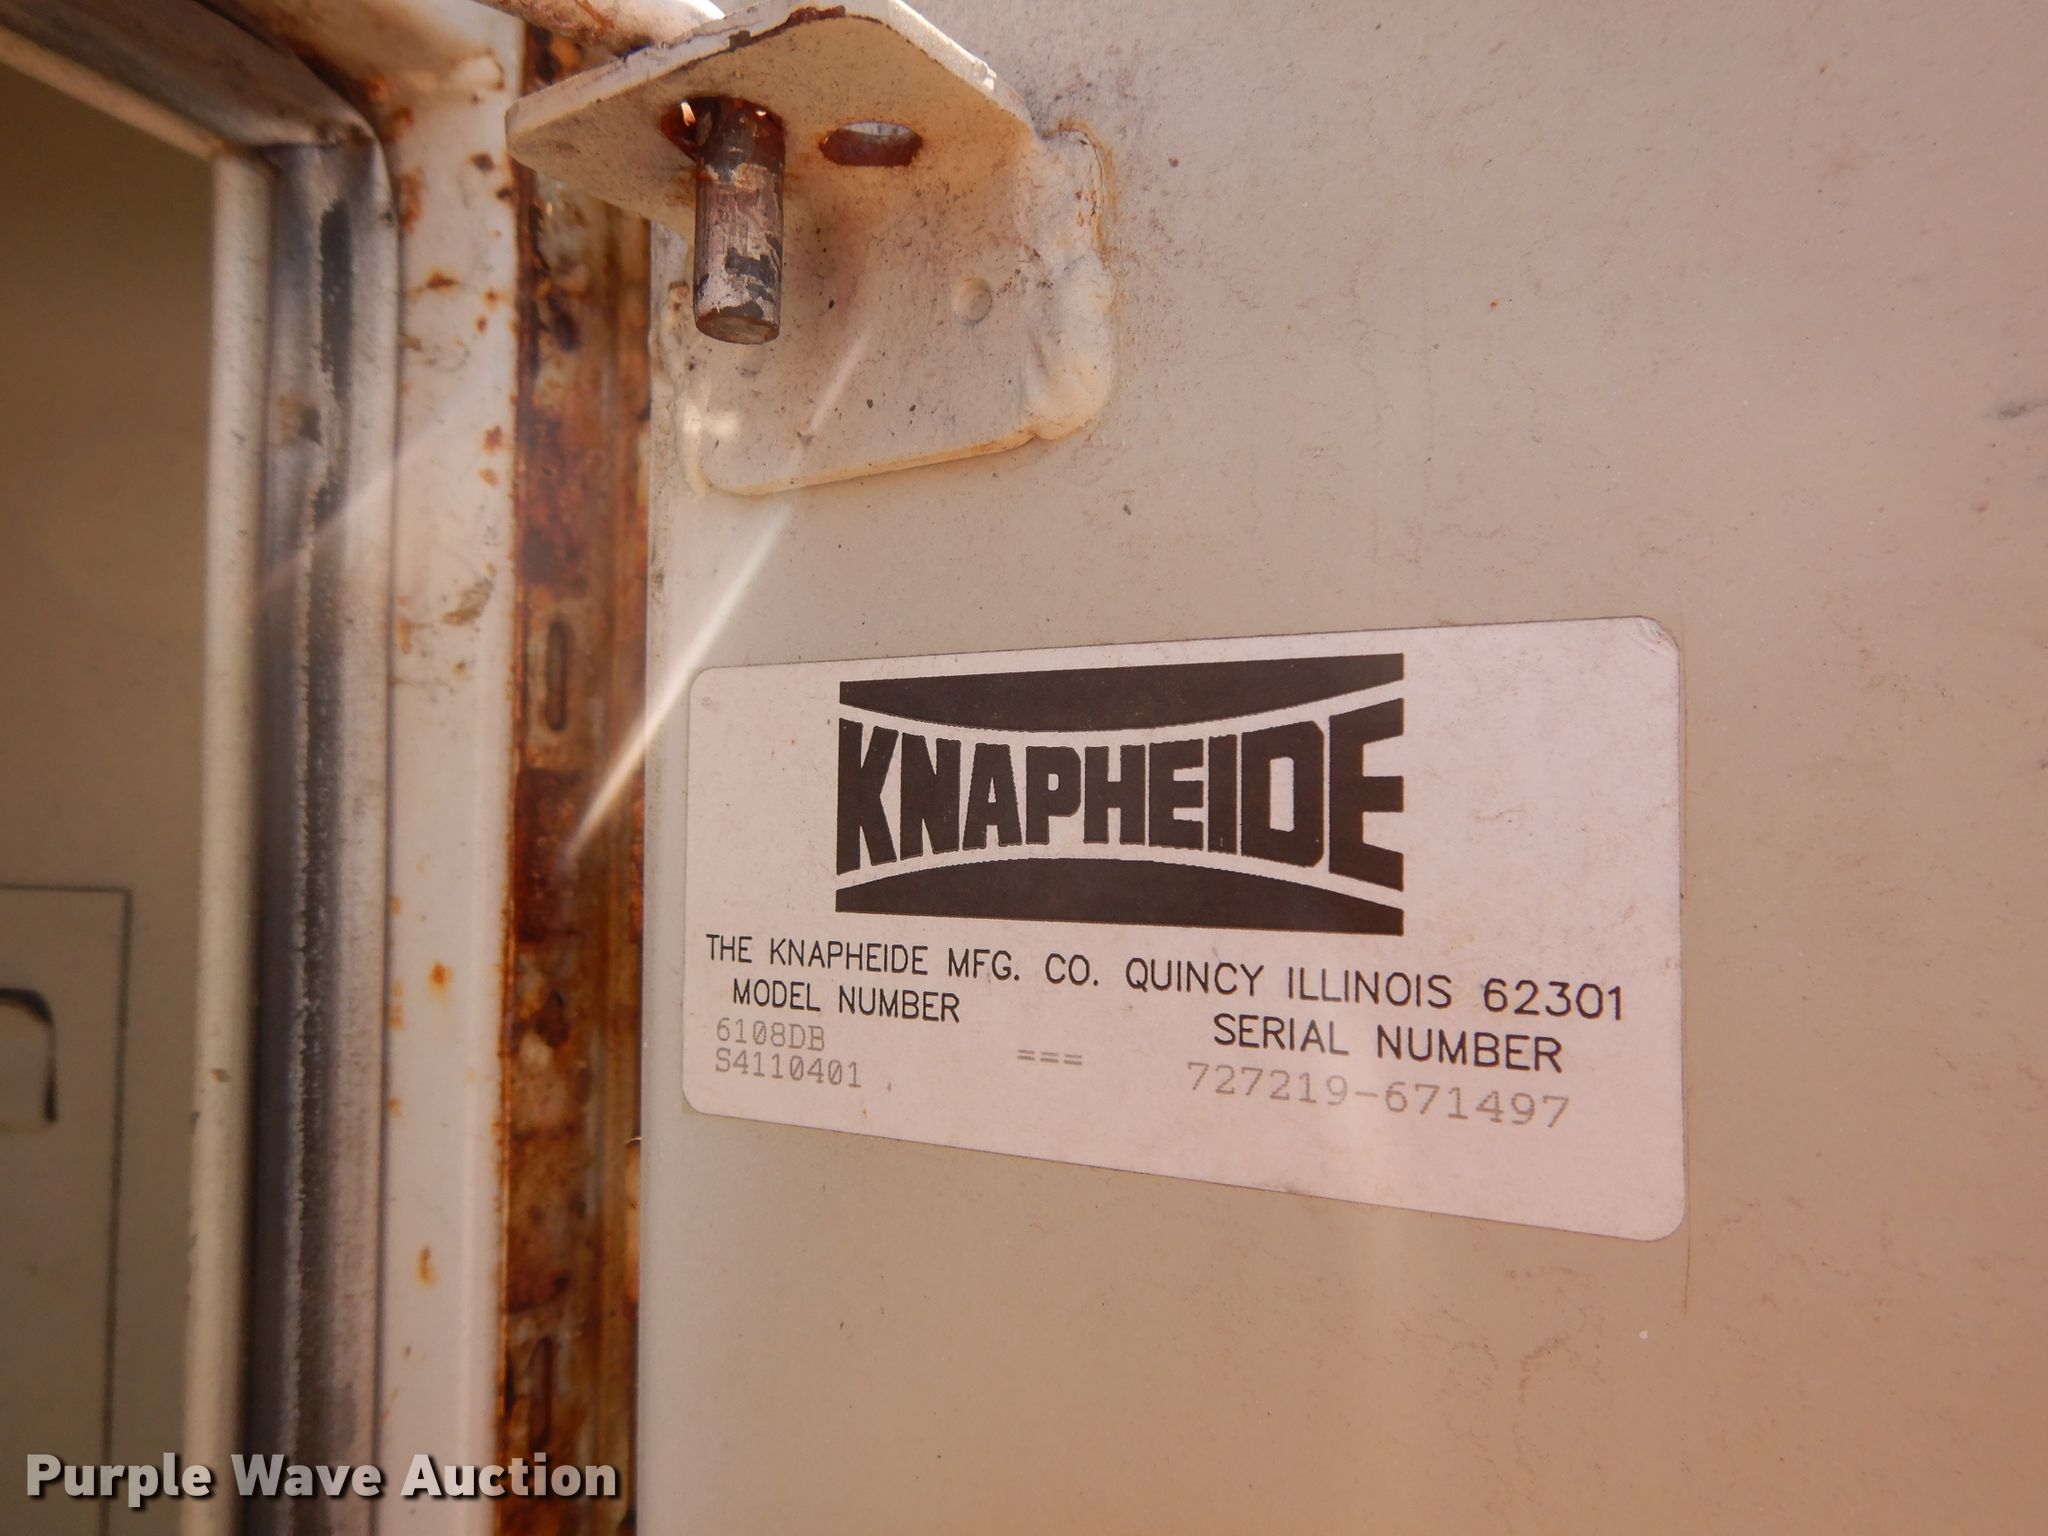 KNAPHEIDE
THE KNAPHEIDE MFG. CO. QUINCY ILLINOIS 62301
MODEL NUMBER SERIAL NUMBER
6108DB
S4110401 === 727219-671497
Purple Wave Auction